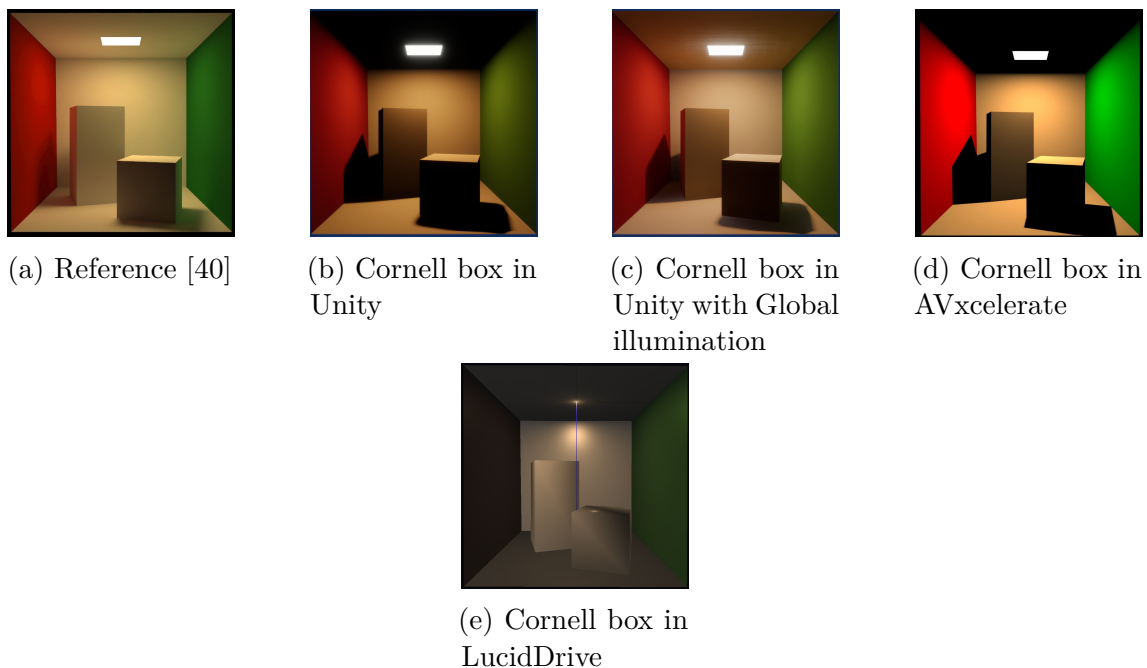 (a) Reference [40]
(b) Cornell box in
Unity
(c) Cornell box in
Unity with Global
illumination
(d) Cornell box in
AVxcelerate
(e) Cornell box in
LucidDrive